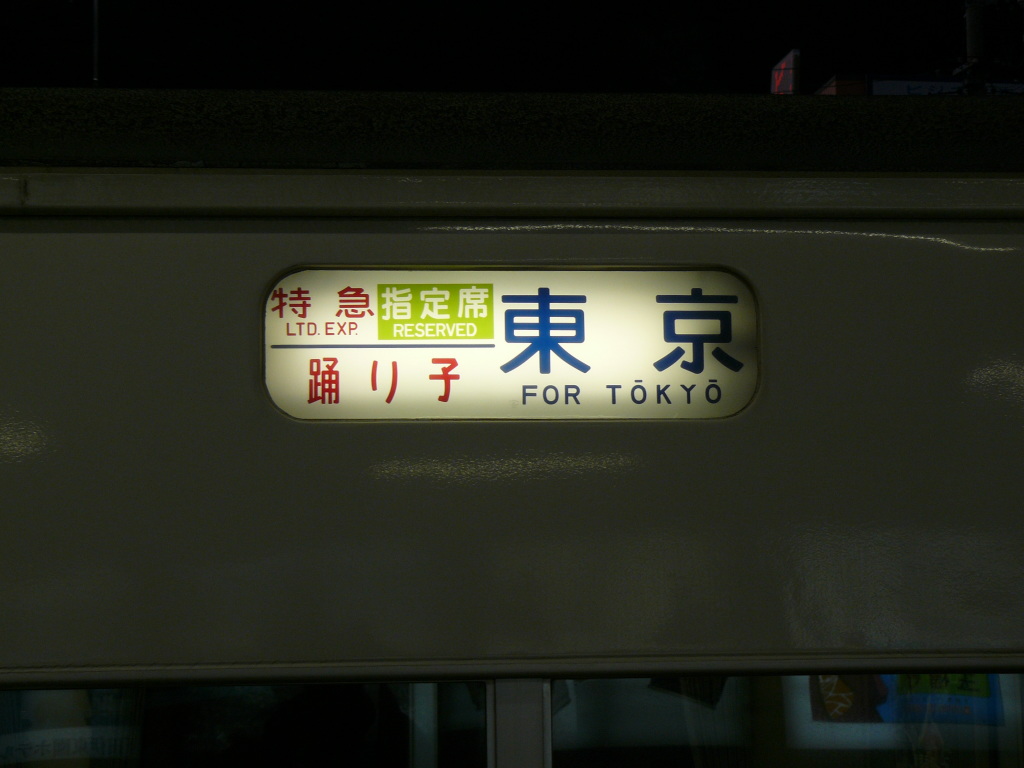 特急
LTD. EXP.
指定席
RESERVED
踊り子
東京
FOR TŌKYŌ